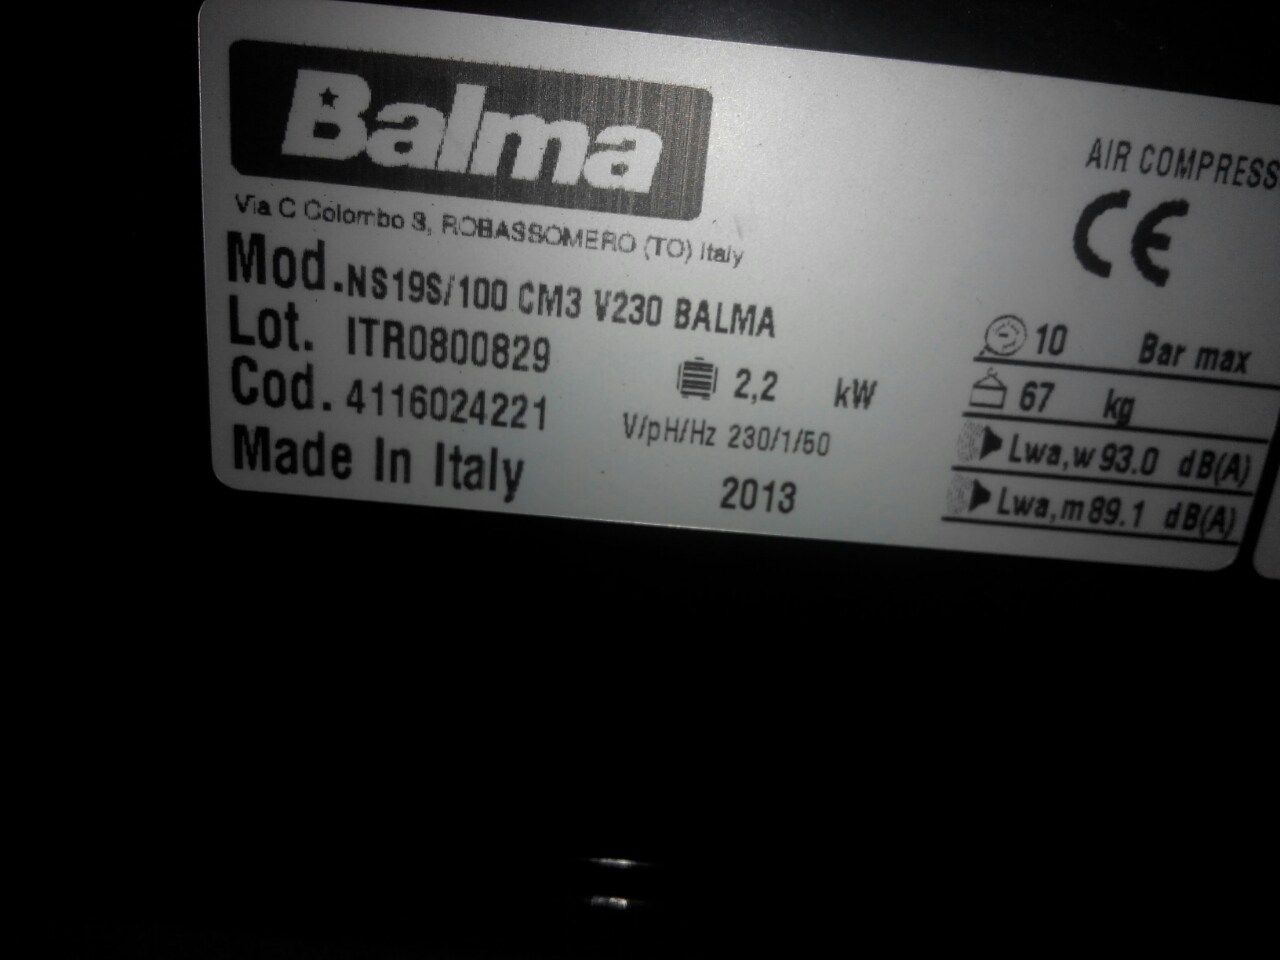 Balma
Via C Colombo 3, ROBASSOMERO (TO) Italy
Mod.NS19S/100 CM3 V230 BALMA
Lot. ITR0800829
Cod. 4116024221
Made In Italy
2,2 kW
V/pH/Hz 230/1/50
2013
AIR COMPRESS
CE
10 Bar max
67 kg
Lwa,w 93.0 dB(A)
Lwa,m 89.1 dB(A)